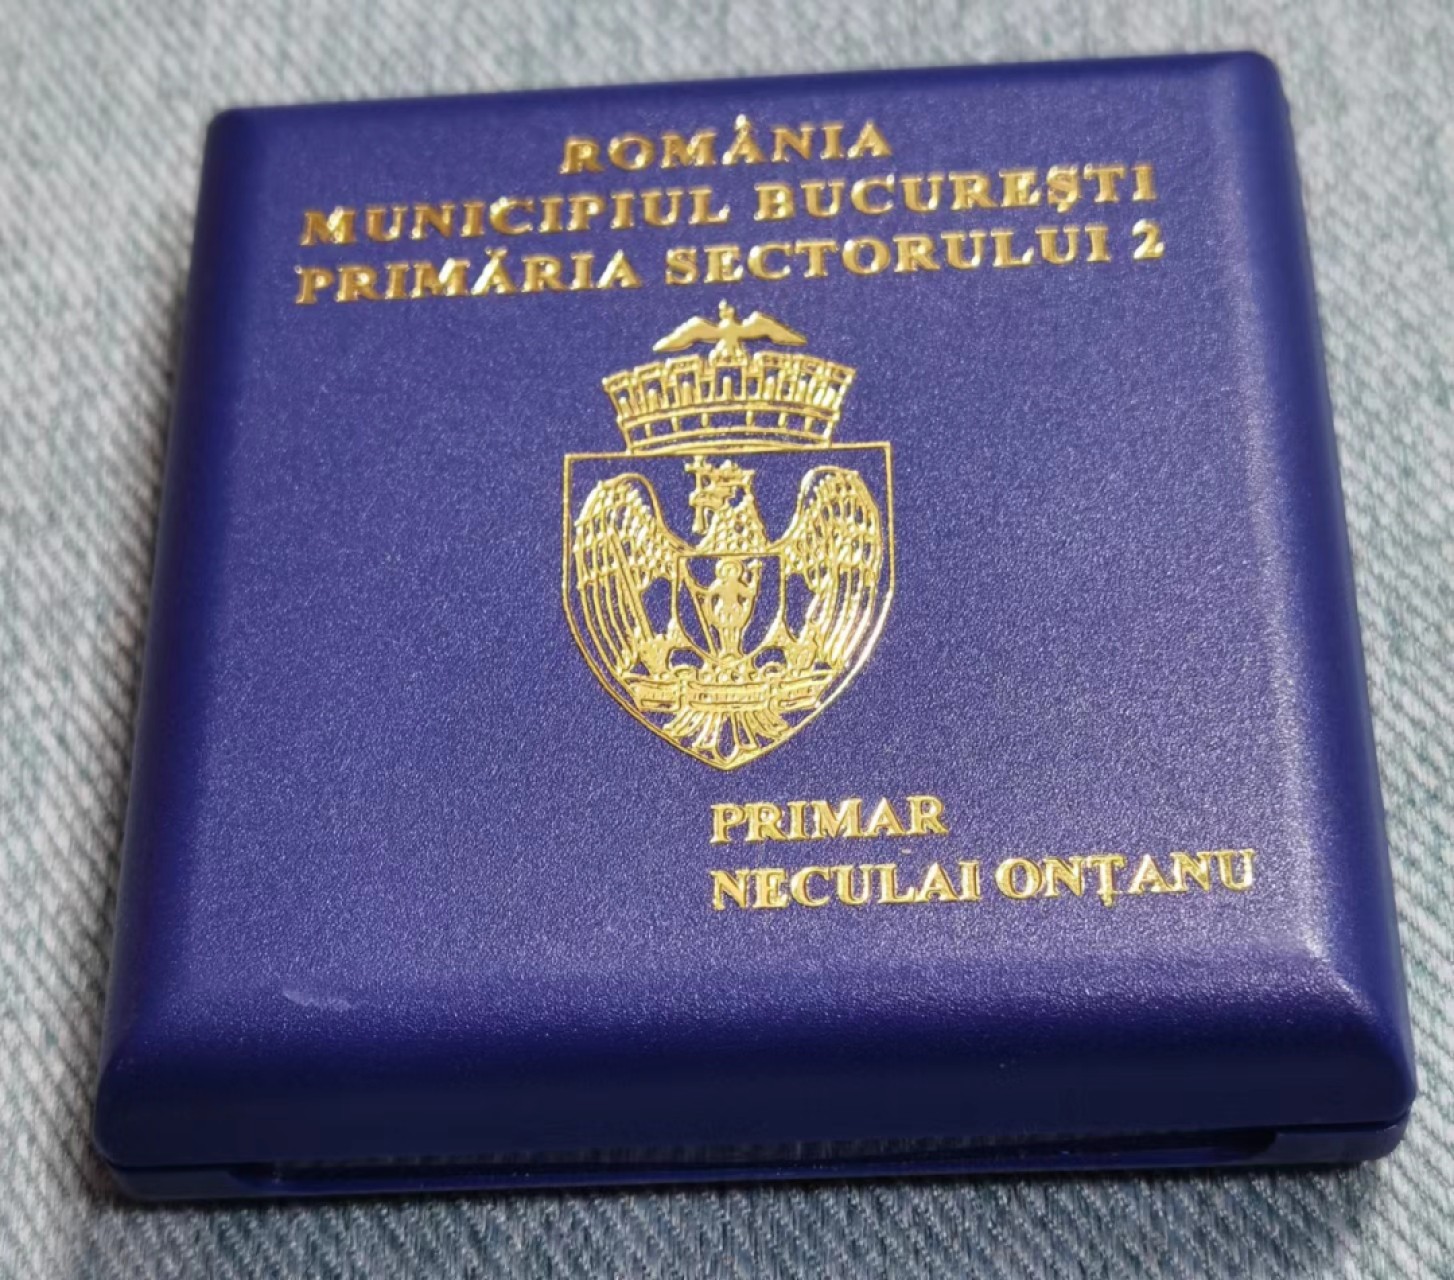 ROMÂNIA
MUNICIPIUL BUCUREȘTI
PRIMĂRIA SECTORULUI 2
PRIMAR
NECULAI ONȚANU